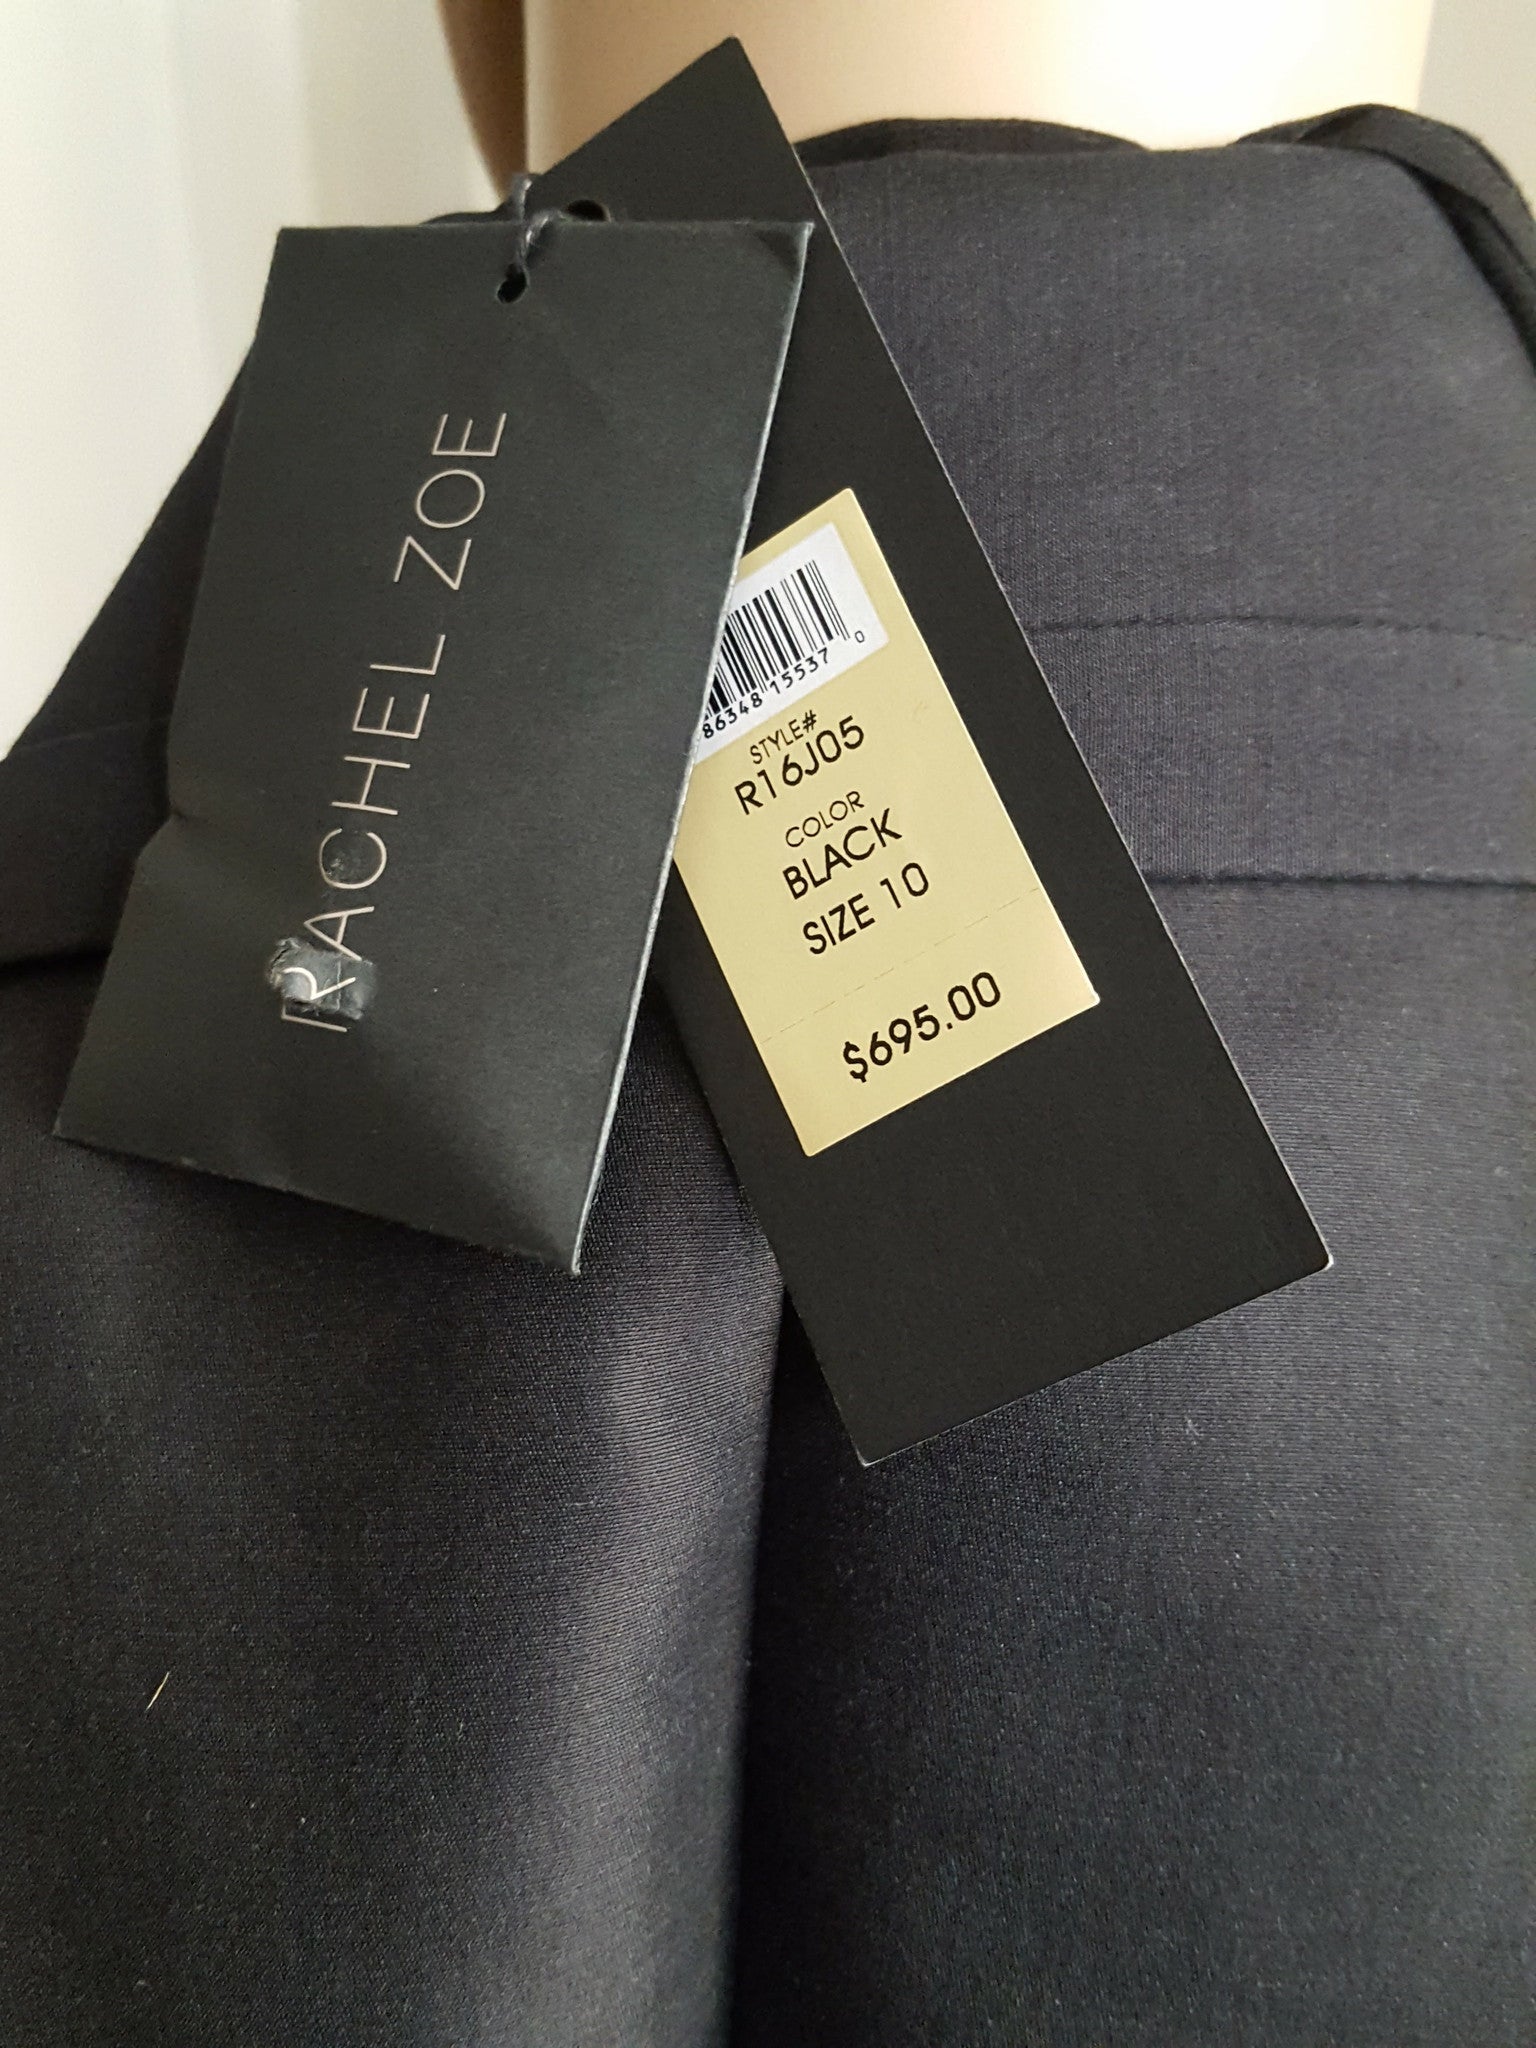 RACHEL ZOE
86348 15537 0
STYLE#
R16J05
COLOR
BLACK
SIZE 10
$695.00